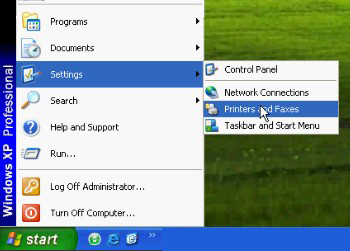 Programs
Documents
Settings
Search
Help and Support
Run...
Log Off Administrator...
Turn Off Computer...
Control Panel
Network Connections
Printers and Faxes
Taskbar and Start Menu
Windows XP Professional
start